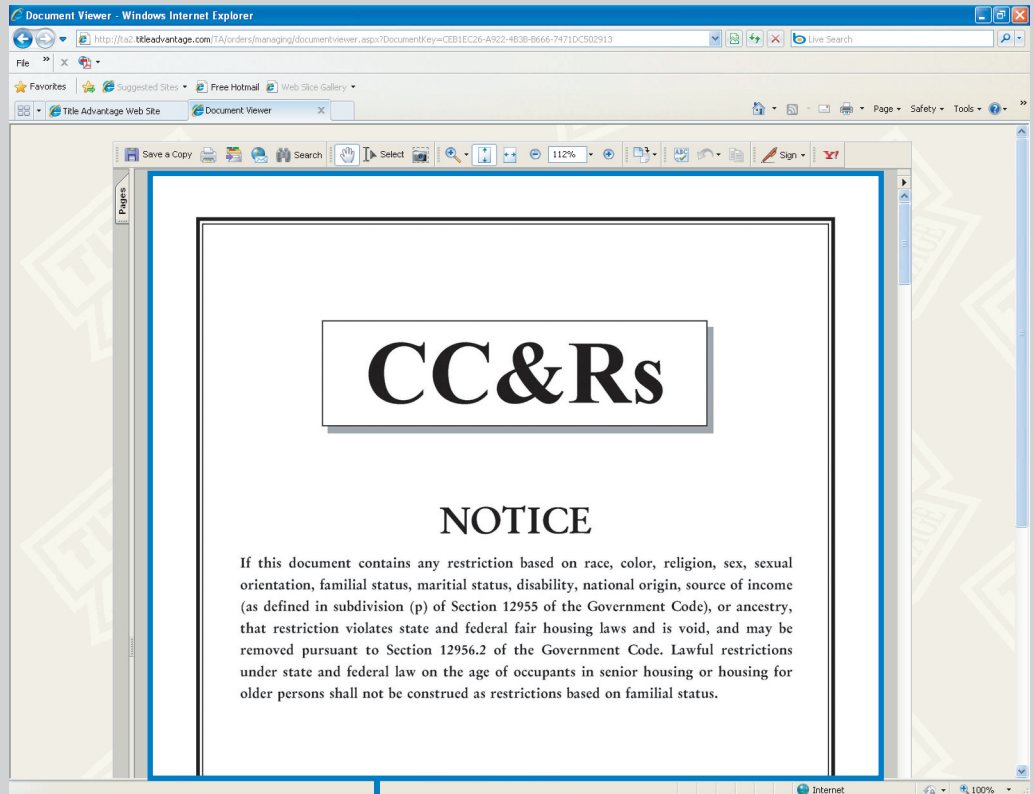 Document Viewer - Windows Internet Explorer
http://ta2.titleadvantage.com/TA/orders/managing/documentviewer.aspx?DocumentKey=CEB1EC26-A922-4B3B-B666-7471DC502913
Live Search
File »
Favorites Suggested Sites Free Hotmail Web Slice Gallery
Title Advantage Web Site Document Viewer X Page Safety Tools »
Save a Copy Search Select 112% Sign Y!
Pages
CC&Rs
NOTICE
If this document contains any restriction based on race, color, religion, sex, sexual
orientation, familial status, maritial status, disability, national origin, source of income
(as defined in subdivision (p) of Section 12955 of the Government Code), or ancestry,
that restriction violates state and federal fair housing laws and is void, and may be
removed pursuant to Section 12956.2 of the Government Code. Lawful restrictions
under state and federal law on the age of occupants in senior housing or housing for
older persons shall not be construed as restrictions based on familial status.
Internet 100%